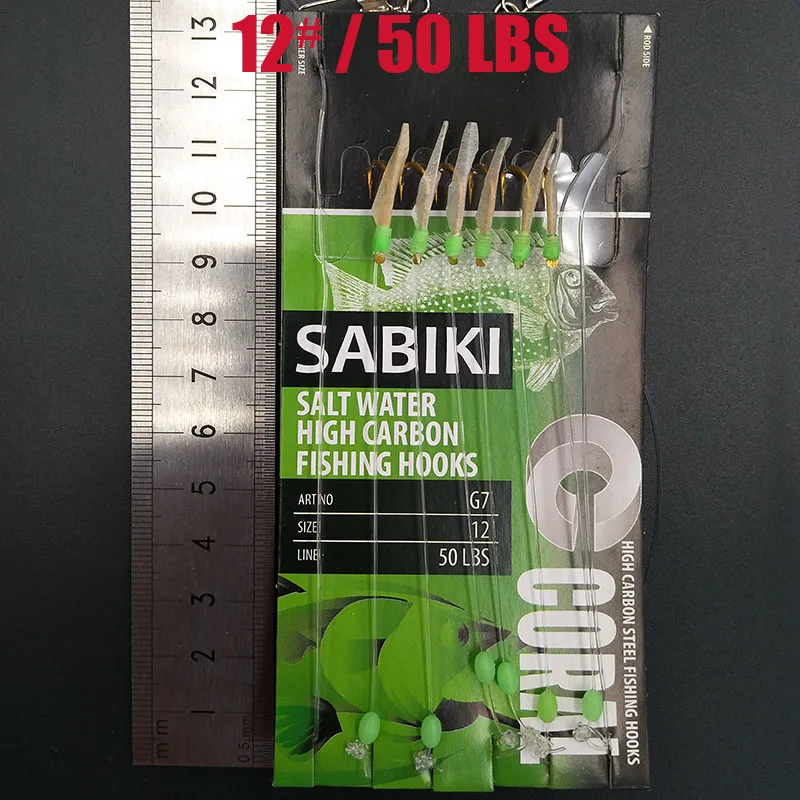 12# / 50 LBS
ROD SIDE
SABIKI
SALT WATER
HIGH CARBON
FISHING HOOKS
ART NO G7
SIZE: 12
LINE: 50 LBS
HIGH CARBON STEEL FISHING HOOKS
13
12
11
10
9
8
7
6
5
4
3
2
1
0.5mm
mm